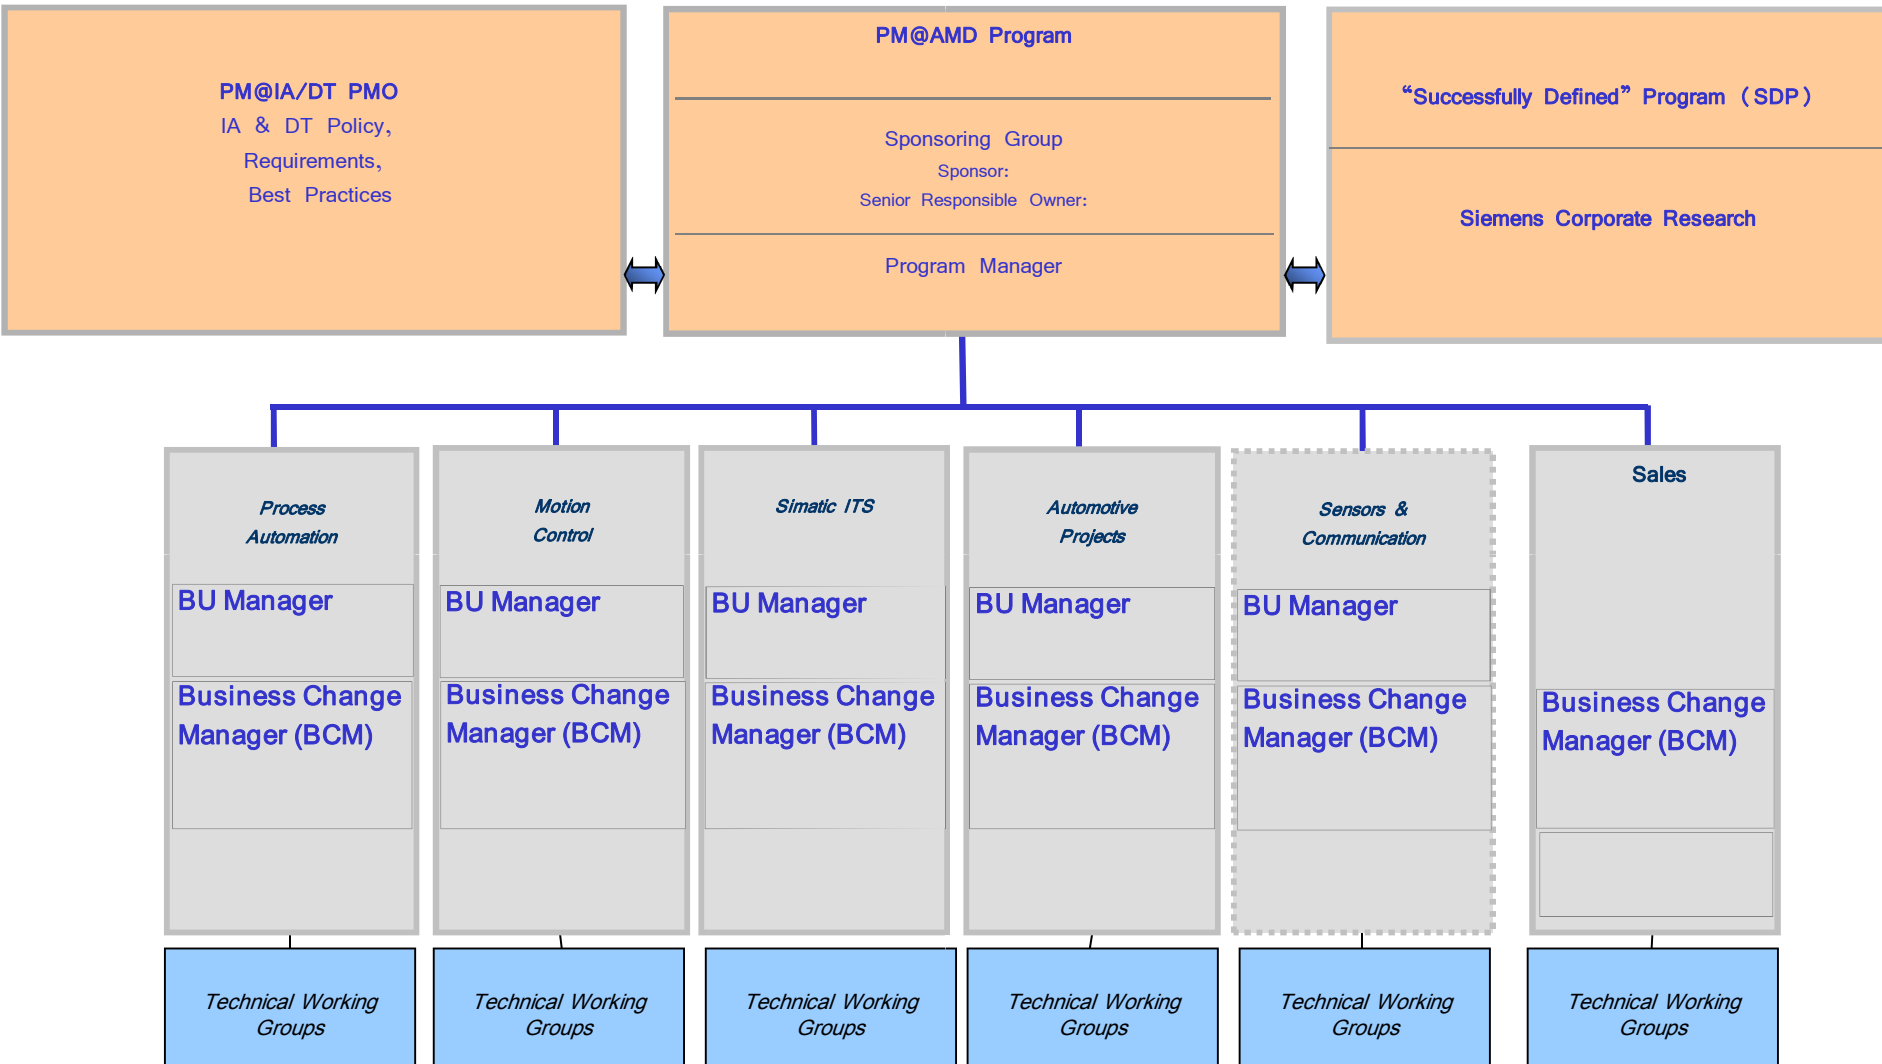 PM@IA/DT PMO
IA & DT Policy,
Requirements,
Best Practices
PM@AMD Program
Sponsoring Group
Sponsor:
Senior Responsible Owner:
Program Manager
“Successfully Defined” Program (SDP)
Siemens Corporate Research
Process
Automation
BU Manager
Business Change
Manager (BCM)
Motion
Control
BU Manager
Business Change
Manager (BCM)
Simatic ITS
BU Manager
Business Change
Manager (BCM)
Automotive
Projects
BU Manager
Business Change
Manager (BCM)
Sensors &
Communication
BU Manager
Business Change
Manager (BCM)
Sales
Business Change
Manager (BCM)
Technical Working
Groups
Technical Working
Groups
Technical Working
Groups
Technical Working
Groups
Technical Working
Groups
Technical Working
Groups